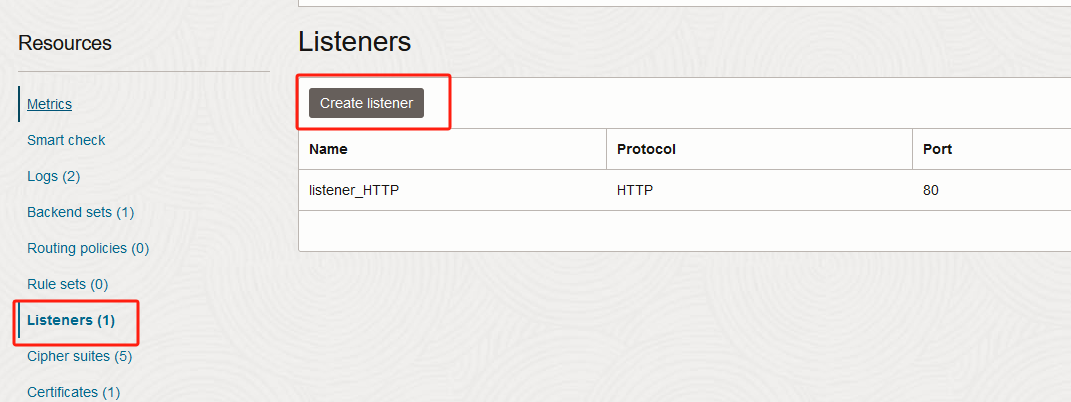 Resources
Metrics
Smart check
Logs (2)
Backend sets (1)
Routing policies (0)
Rule sets (0)
Listeners (1)
Cipher suites (5)
Certificates (1)
Listeners
Create listener
Name Protocol Port
listener_HTTP HTTP 80